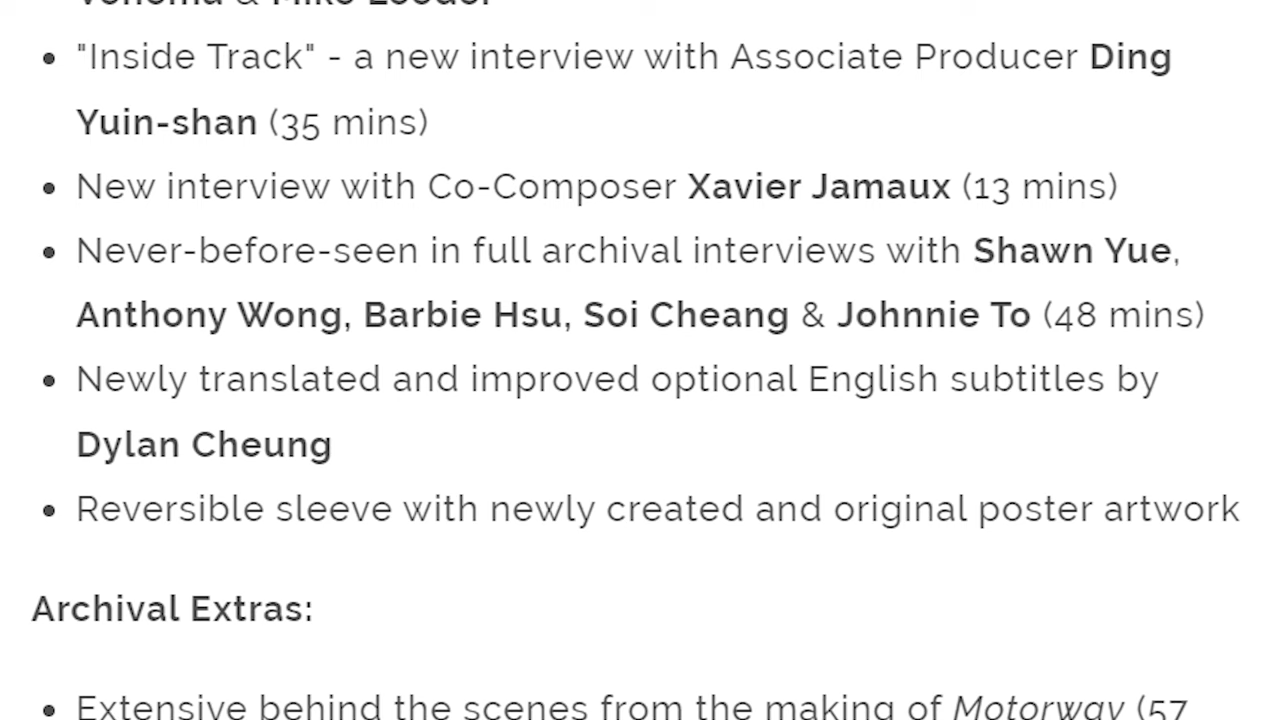 "Inside Track" - a new interview with Associate Producer Ding
Yuin-shan (35 mins)
New interview with Co-Composer Xavier Jamaux (13 mins)
Never-before-seen in full archival interviews with Shawn Yue,
Anthony Wong, Barbie Hsu, Soi Cheang & Johnnie To (48 mins)
Newly translated and improved optional English subtitles by
Dylan Cheung
Reversible sleeve with newly created and original poster artwork
Archival Extras:
Extensive behind the scenes from the making of Motorway (57